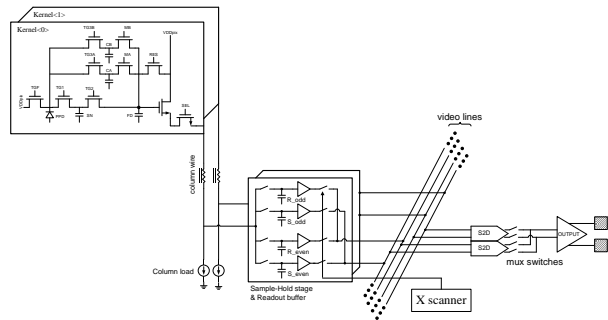 Kernel<1>
Kernel<0>
TG3B
WB
VDDpix
CB
TG3A
WA
RES
CA
TGF
TG1
TG2
SEL
VDDpix
PPD
SN
FD
video lines
column wire
R_odd
S_odd
R_even
S_even
S2D
S2D
OUTPUT
mux switches
Column load
Sample-Hold stage
& Readout buffer
X scanner